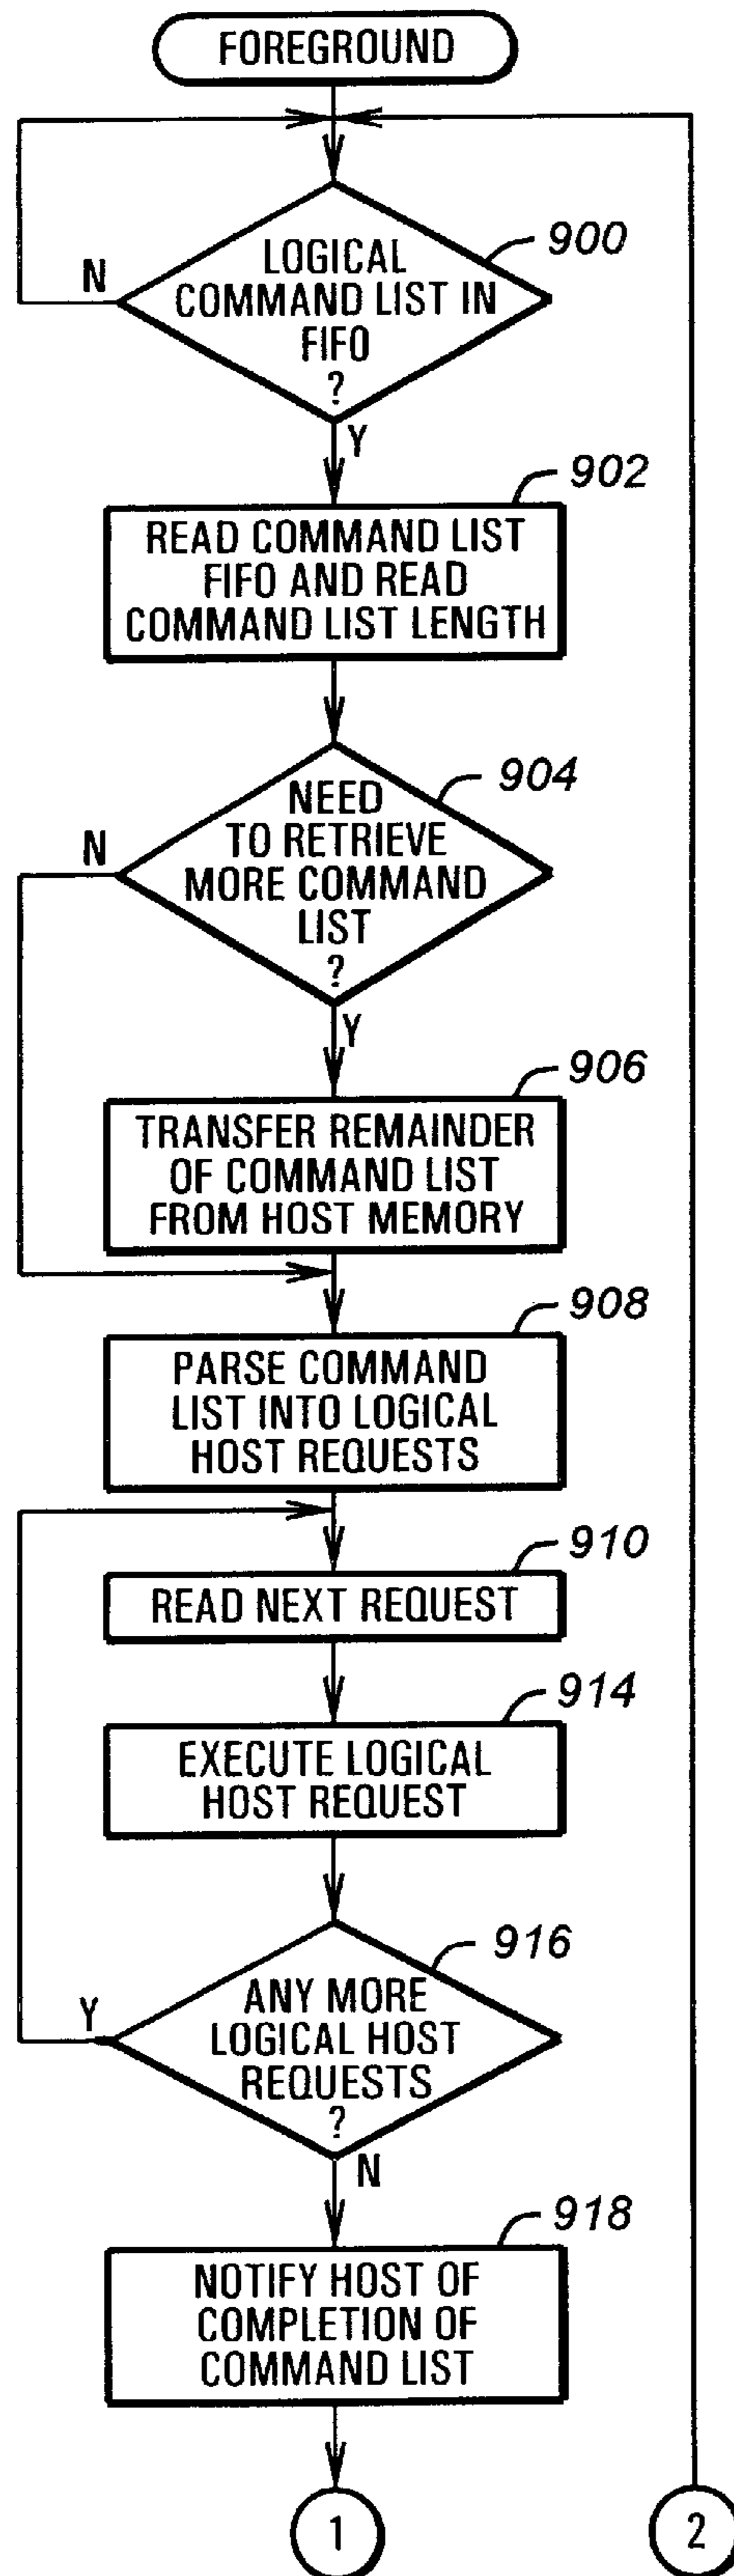 FOREGROUND
900
LOGICAL
COMMAND LIST IN
FIFO
?
N
Y
902
READ COMMAND LIST
FIFO AND READ
COMMAND LIST LENGTH
904
NEED
TO RETRIEVE
MORE COMMAND
LIST
?
N
Y
906
TRANSFER REMAINDER
OF COMMAND LIST
FROM HOST MEMORY
908
PARSE COMMAND
LIST INTO LOGICAL
HOST REQUESTS
910
READ NEXT REQUEST
914
EXECUTE LOGICAL
HOST REQUEST
916
ANY MORE
LOGICAL HOST
REQUESTS
?
Y
N
918
NOTIFY HOST OF
COMPLETION OF
COMMAND LIST
1
2